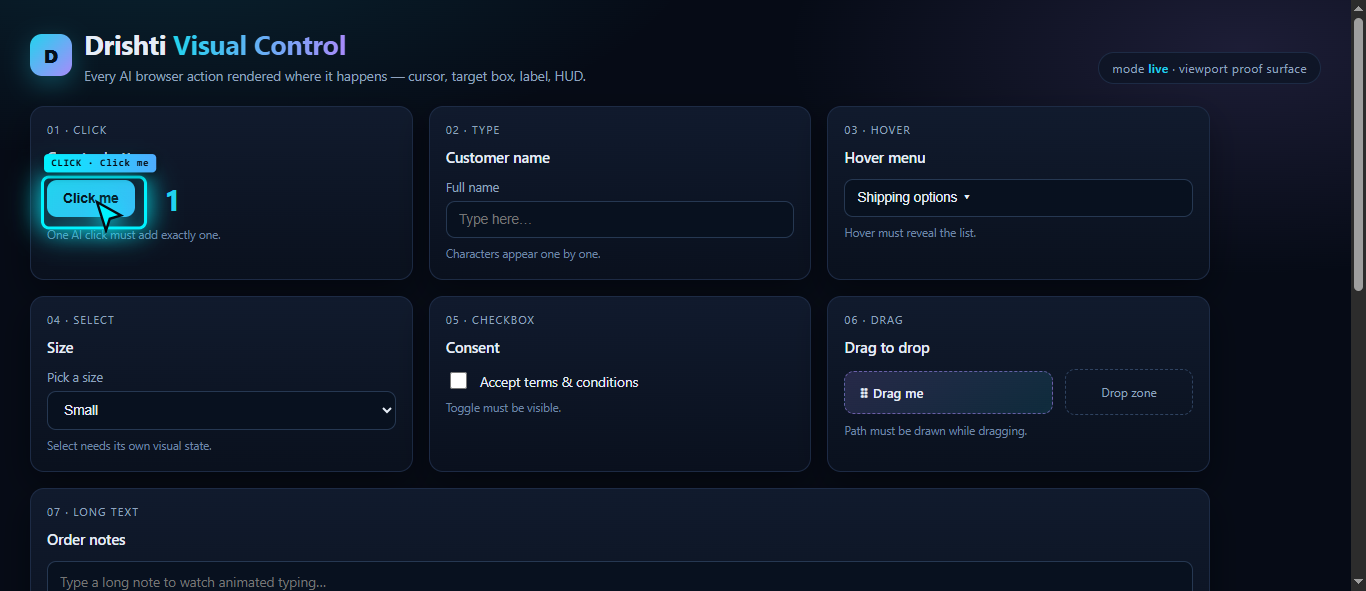 D
Drishti Visual Control
Every AI browser action rendered where it happens — cursor, target box, label, HUD.
mode live · viewport proof surface
01 · CLICK
CLICK · Click me
Click me
1
One AI click must add exactly one.
02 · TYPE
Customer name
Full name
Type here…
Characters appear one by one.
03 · HOVER
Hover menu
Shipping options ▾
Hover must reveal the list.
04 · SELECT
Size
Pick a size
Small
Select needs its own visual state.
05 · CHECKBOX
Consent
Accept terms & conditions
Toggle must be visible.
06 · DRAG
Drag to drop
⠿ Drag me
Drop zone
Path must be drawn while dragging.
07 · LONG TEXT
Order notes
Type a long note to watch animated typing…